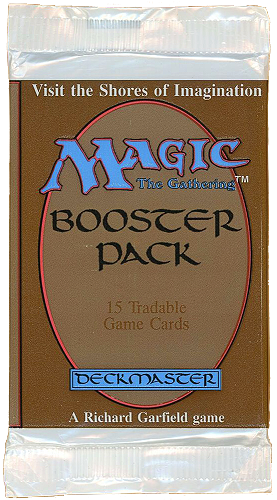 Visit the Shores of Imagination
MAGIC
The Gathering™
BOOSTER
PACK
15 Tradable
Game Cards
DECKMASTER
A Richard Garfield game